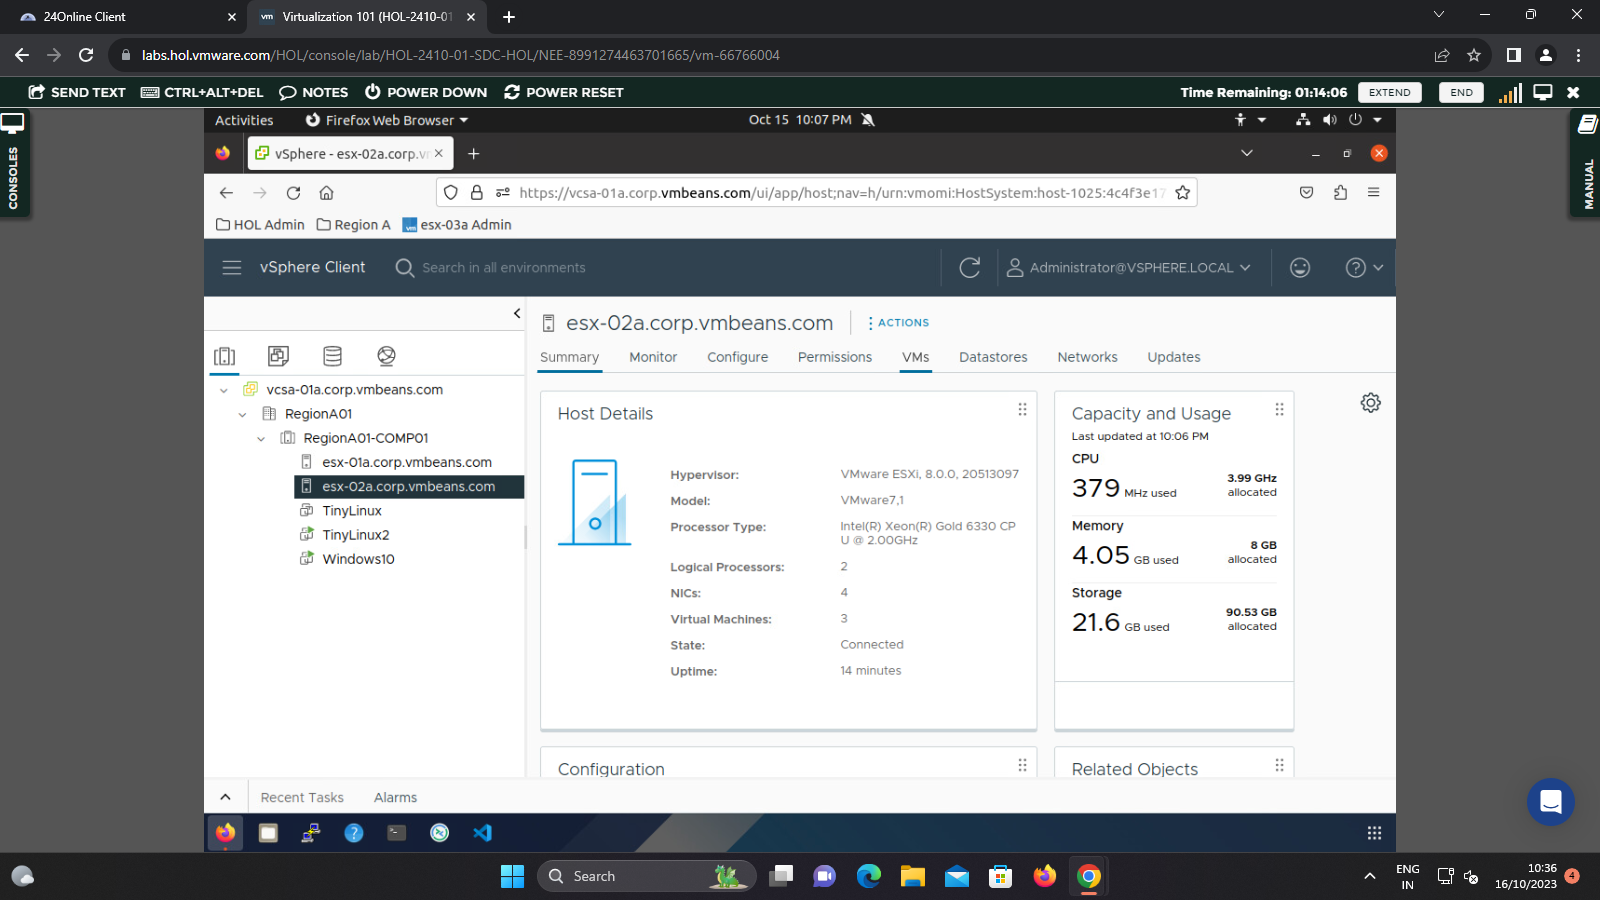 24Online Client
vm Virtualization 101 (HOL-2410-01
labs.hol.vmware.com/HOL/console/lab/HOL-2410-01-SDC-HOL/NEE-8991274463701665/vm-66766004
SEND TEXT CTRL+ALT+DEL NOTES POWER DOWN POWER RESET
Time Remaining: 01:14:06 EXTEND END
CONSOLES
MANUAL
Activities Firefox Web Browser Oct 15 10:07 PM
vSphere - esx-02a.corp.v
https://vcsa-01a.corp.vmbeans.com/ui/app/host;nav=h/urn:vmomi:HostSystem:host-1025:4c4f3e17
HOL Admin Region A vm esx-03a Admin
vSphere Client Search in all environments Administrator@VSPHERE.LOCAL
esx-02a.corp.vmbeans.com ACTIONS
Summary Monitor Configure Permissions VMs Datastores Networks Updates
vcsa-01a.corp.vmbeans.com
RegionA01
RegionA01-COMP01
esx-01a.corp.vmbeans.com
esx-02a.corp.vmbeans.com
TinyLinux
TinyLinux2
Windows10
Host Details
Hypervisor: VMware ESXi, 8.0.0, 20513097
Model: VMware7,1
Processor Type: Intel(R) Xeon(R) Gold 6330 CP
U @ 2.00GHz
Logical Processors: 2
NICs: 4
Virtual Machines: 3
State: Connected
Uptime: 14 minutes
Capacity and Usage
Last updated at 10:06 PM
CPU
379 MHz used 3.99 GHz
allocated
Memory
4.05 GB used 8 GB
allocated
Storage
21.6 GB used 90.53 GB
allocated
Configuration
Related Objects
Recent Tasks Alarms
Search
ENG
IN
10:36
16/10/2023
4